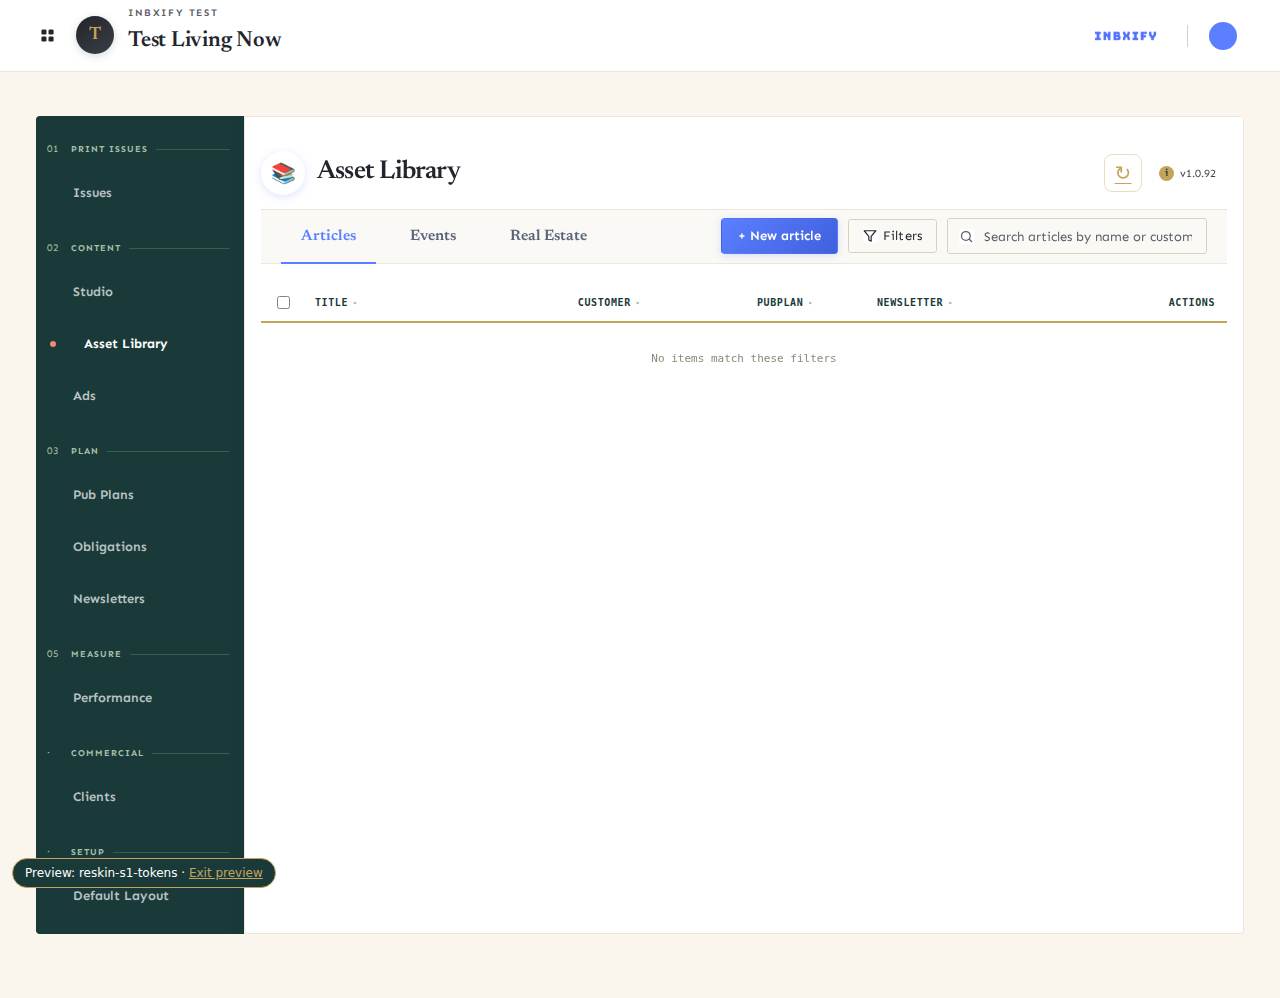 INBXIFY TEST
T
Test Living Now
INBXIFY
01 PRINT ISSUES
Issues
02 CONTENT
Studio
Asset Library
Ads
03 PLAN
Pub Plans
Obligations
Newsletters
05 MEASURE
Performance
· COMMERCIAL
Clients
· SETUP
Default Layout
Preview: reskin-s1-tokens · Exit preview
Asset Library
↻
i v1.0.92
Articles Events Real Estate
+ New article
Filters
Search articles by name or custom
TITLE - CUSTOMER - PUBPLAN - NEWSLETTER - ACTIONS
No items match these filters